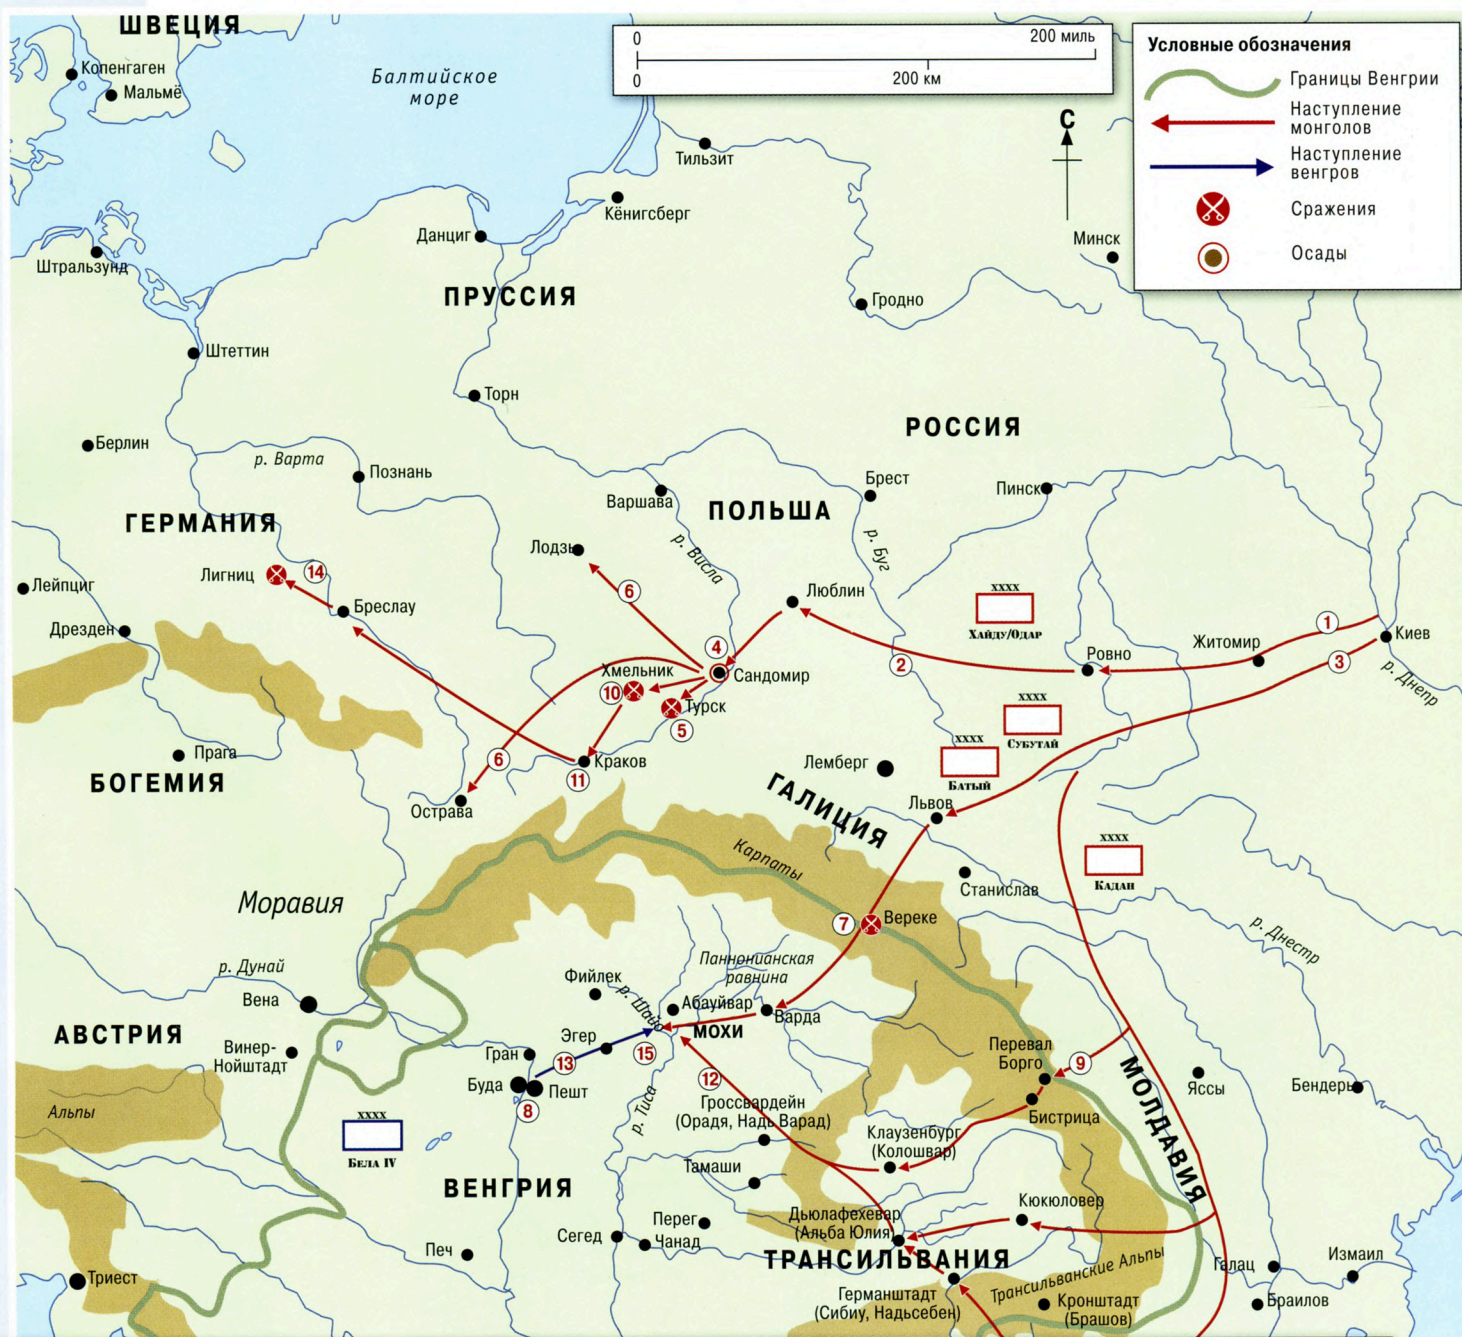 ШВЕЦИЯ
Копенгаген
Мальмё
Балтийское
море
0
200 миль
0
200 км
Условные обозначения
Границы Венгрии
Наступление
монголов
Наступление
венгров
Сражения
Осады
С
Тильзит
Кёнигсберг
Данциг
Минск
Штральзунд
ПРУССИЯ
Гродно
Штеттин
Торн
РОССИЯ
Берлин
р. Варта
Познань
Брест
Пинск
Варшава
ПОЛЬША
ГЕРМАНИЯ
р. Висла
р. Буг
Лодзь
Лигниц
14
Лейпциг
Бреслау
6
Люблин
XXXX
Хайду/Одар
1
Киев
Дрезден
Житомир
4
2
Ровно
3
Хмельник
Сандомир
р. Днепр
10
Турск
XXXX
Субутай
5
Прага
6
Краков
XXXX
Батый
Лемберг
БОГЕМИЯ
11
ГАЛИЦИЯ
Острава
Львов
Карпаты
XXXX
Кадан
Станислав
Моравия
7
Вереке
р. Днестр
Паннонианская
равнина
р. Дунай
Фийлек
р. Шайо
Вена
Абауйвар
Варда
АВСТРИЯ
Эгер
МОХИ
Винер-
Нойштадт
Гран
13
15
Перевал
Борго
9
МОЛДАВИЯ
Буда
Пешт
12
Яссы
Бендеры
8
Альпы
р. Тиса
Гроссвардейн
(Орадя, Надь Варад)
Бистрица
XXXX
Бела IV
Клаузенбург
(Колошвар)
Тамаши
ВЕНГРИЯ
Кюкюловер
Перег
Дьюлафехевар
(Альба Юлия)
Сегед
Чанад
Печ
ТРАНСИЛЬВАНИЯ
Галац
Измаил
Триест
Трансильванские Альпы
Германштадт
(Сибиу, Надьсебен)
Кронштадт
(Брашов)
Браилов